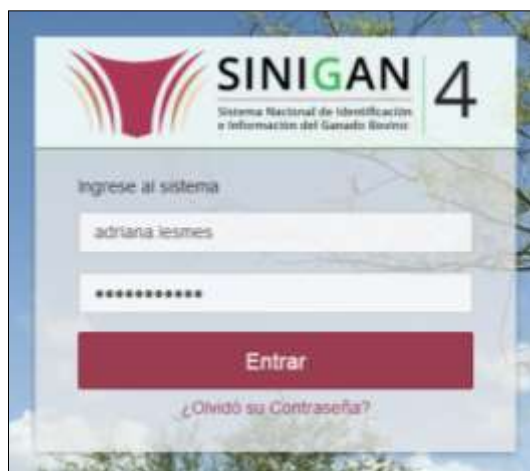 SINIGAN 4
Sistema Nacional de Identificación
e Información del Ganado Bovino
Ingrese al sistema
adriana lesmes
•••••••••••
Entrar
¿Olvidó su Contraseña?